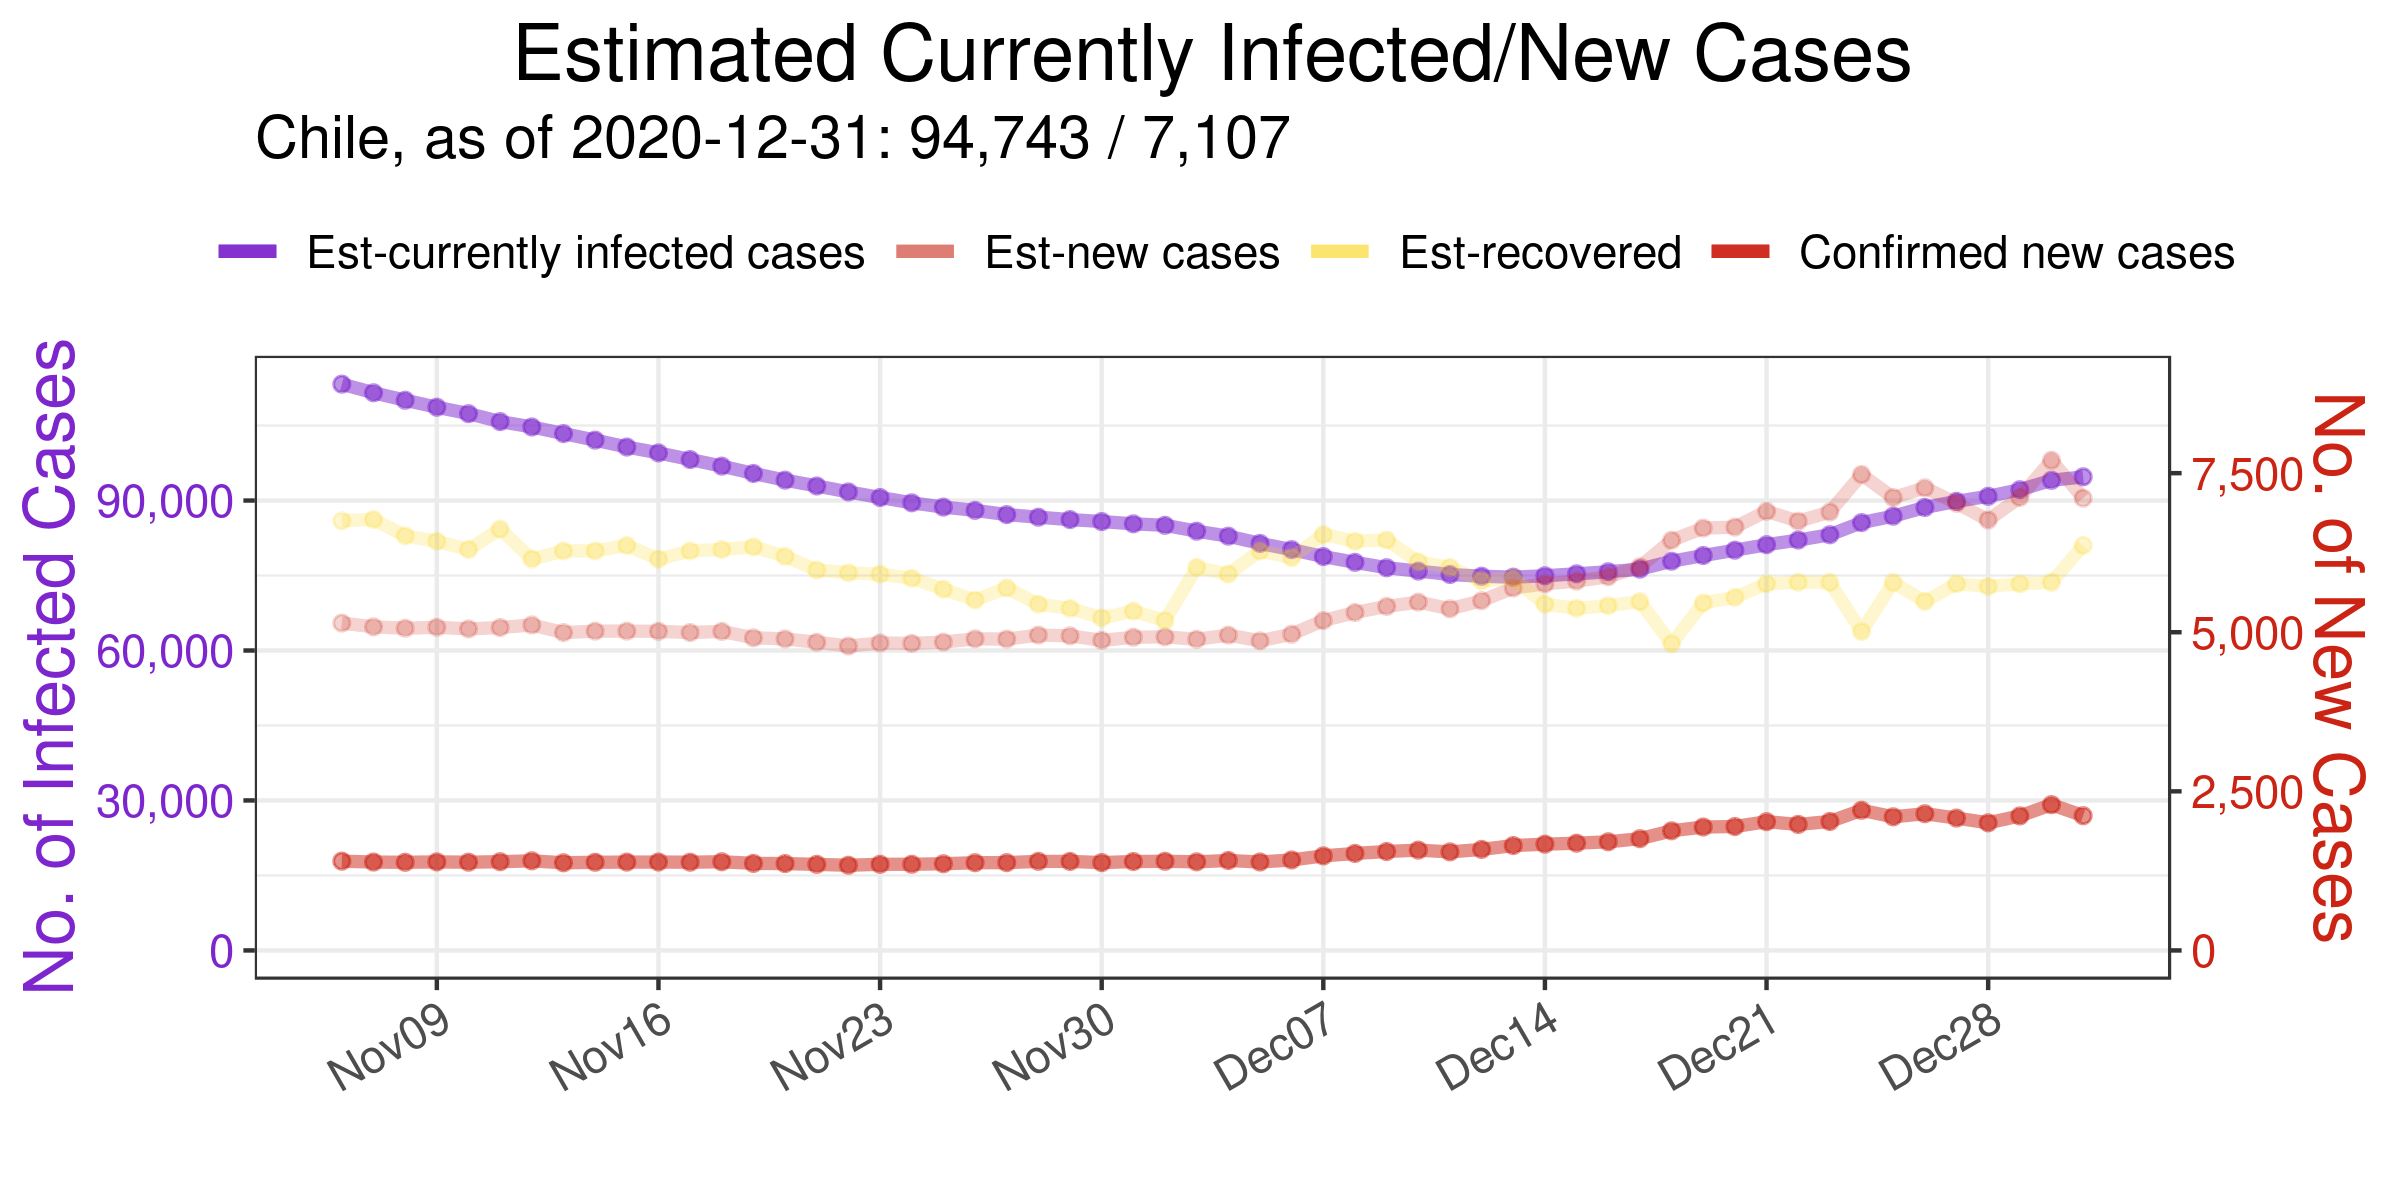 Estimated Currently Infected/New Cases
Chile, as of 2020-12-31: 94,743 / 7,107
Est-currently infected cases Est-new cases Est-recovered Confirmed new cases
No. of Infected Cases
90,000
60,000
30,000
0
7,500
5,000
2,500
0
No. of New Cases
Nov09 Nov16 Nov23 Nov30 Dec07 Dec14 Dec21 Dec28